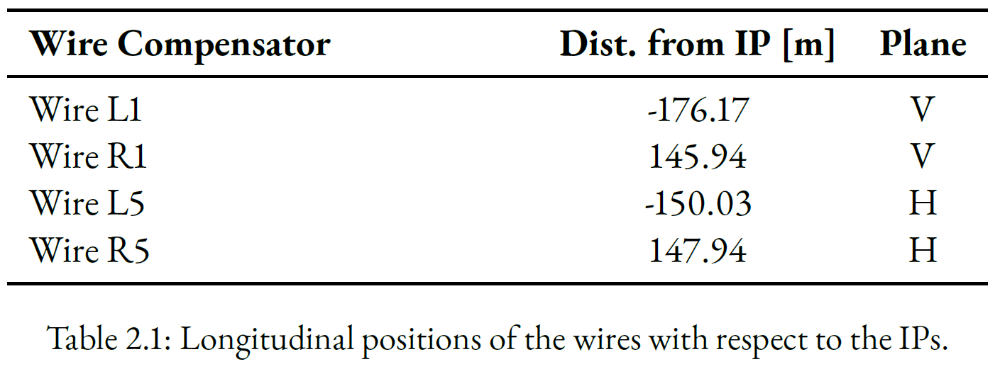 Wire Compensator Dist. from IP [m] Plane
Wire L1 -176.17 V
Wire R1 145.94 V
Wire L5 -150.03 H
Wire R5 147.94 H
Table 2.1: Longitudinal positions of the wires with respect to the IPs.